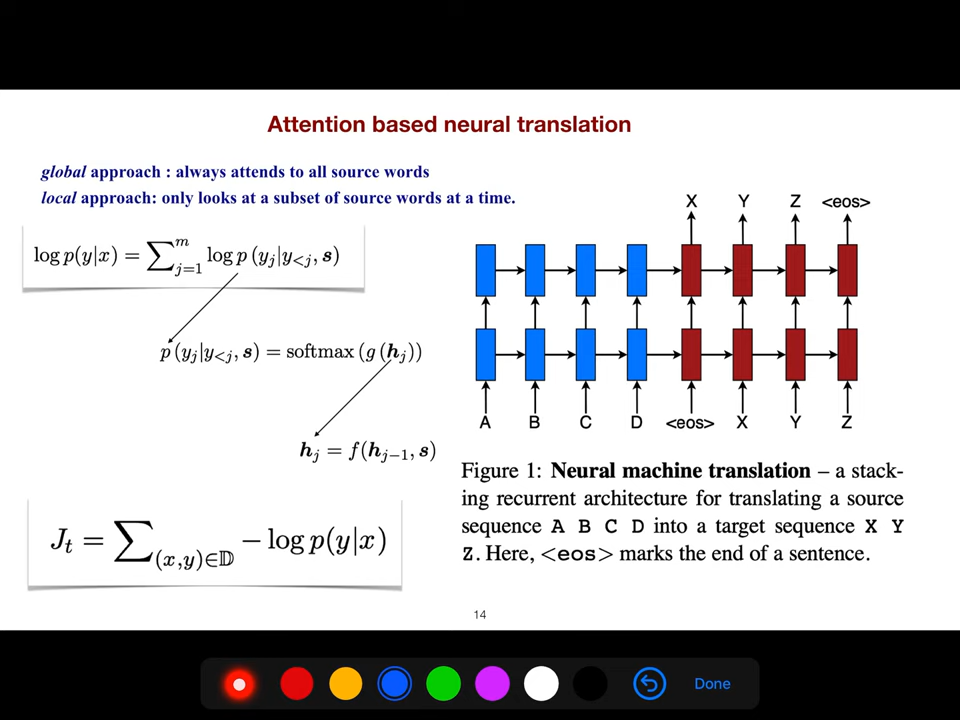 Attention based neural translation
global approach : always attends to all source words
local approach: only looks at a subset of source words at a time.
log p(y|x) = ∑_{j=1}^{m} log p (y_j|y_{<j}, s)
p (y_j|y_{<j}, s) = softmax (g (h_j))
h_j = f(h_{j-1}, s)
J_t = ∑_{(x,y)∈𝔻} − log p(y|x)
X Y Z <eos>
A B C D <eos> X Y Z
Figure 1: Neural machine translation – a stack-
ing recurrent architecture for translating a source
sequence A B C D into a target sequence X Y
Z. Here, <eos> marks the end of a sentence.
14
Done